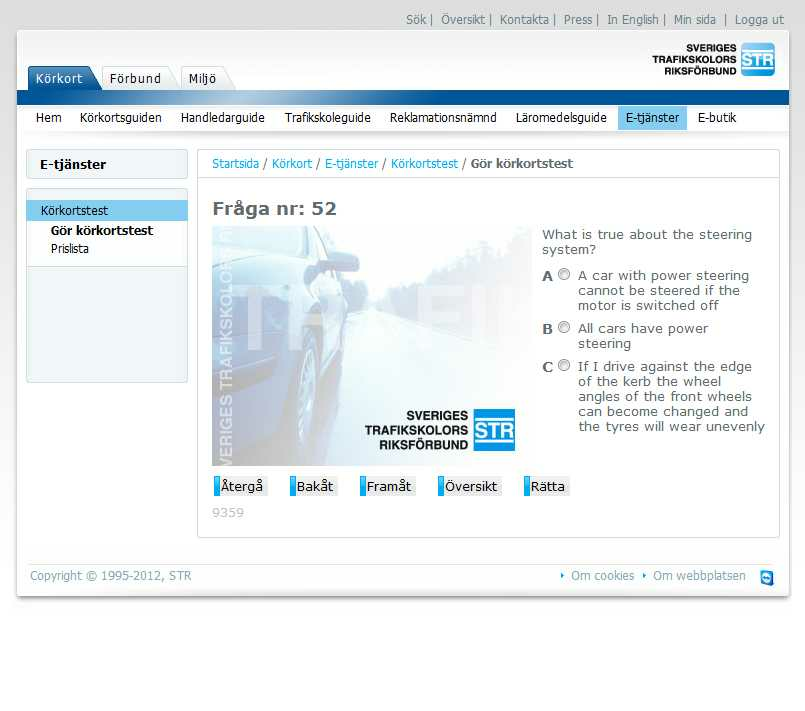 Sök | Översikt | Kontakta | Press | In English | Min sida | Logga ut
SVERIGES
TRAFIKSKOLORS
RIKSFÖRBUND
STR
Körkort Förbund Miljö
Hem Körkortsguiden Handledarguide Trafikskoleguide Reklamationsnämnd Läromedelsguide E-tjänster E-butik
E-tjänster
Körkortstest
Gör körkortstest
Prislista
Startsida / Körkort / E-tjänster / Körkortstest / Gör körkortstest
Fråga nr: 52
SVERIGES TRAFIKSKOLOR
TRAFI
VERIGES TRAFIKSKOLORS
SVERIGES
TRAFIKSKOLORS
RIKSFÖRBUND
STR
What is true about the steering
system?
A A car with power steering
cannot be steered if the
motor is switched off
B All cars have power
steering
C If I drive against the edge
of the kerb the wheel
angles of the front wheels
can become changed and
the tyres will wear unevenly
Återgå Bakåt Framåt Översikt Rätta
9359
Copyright © 1995-2012, STR
Om cookies Om webbplatsen